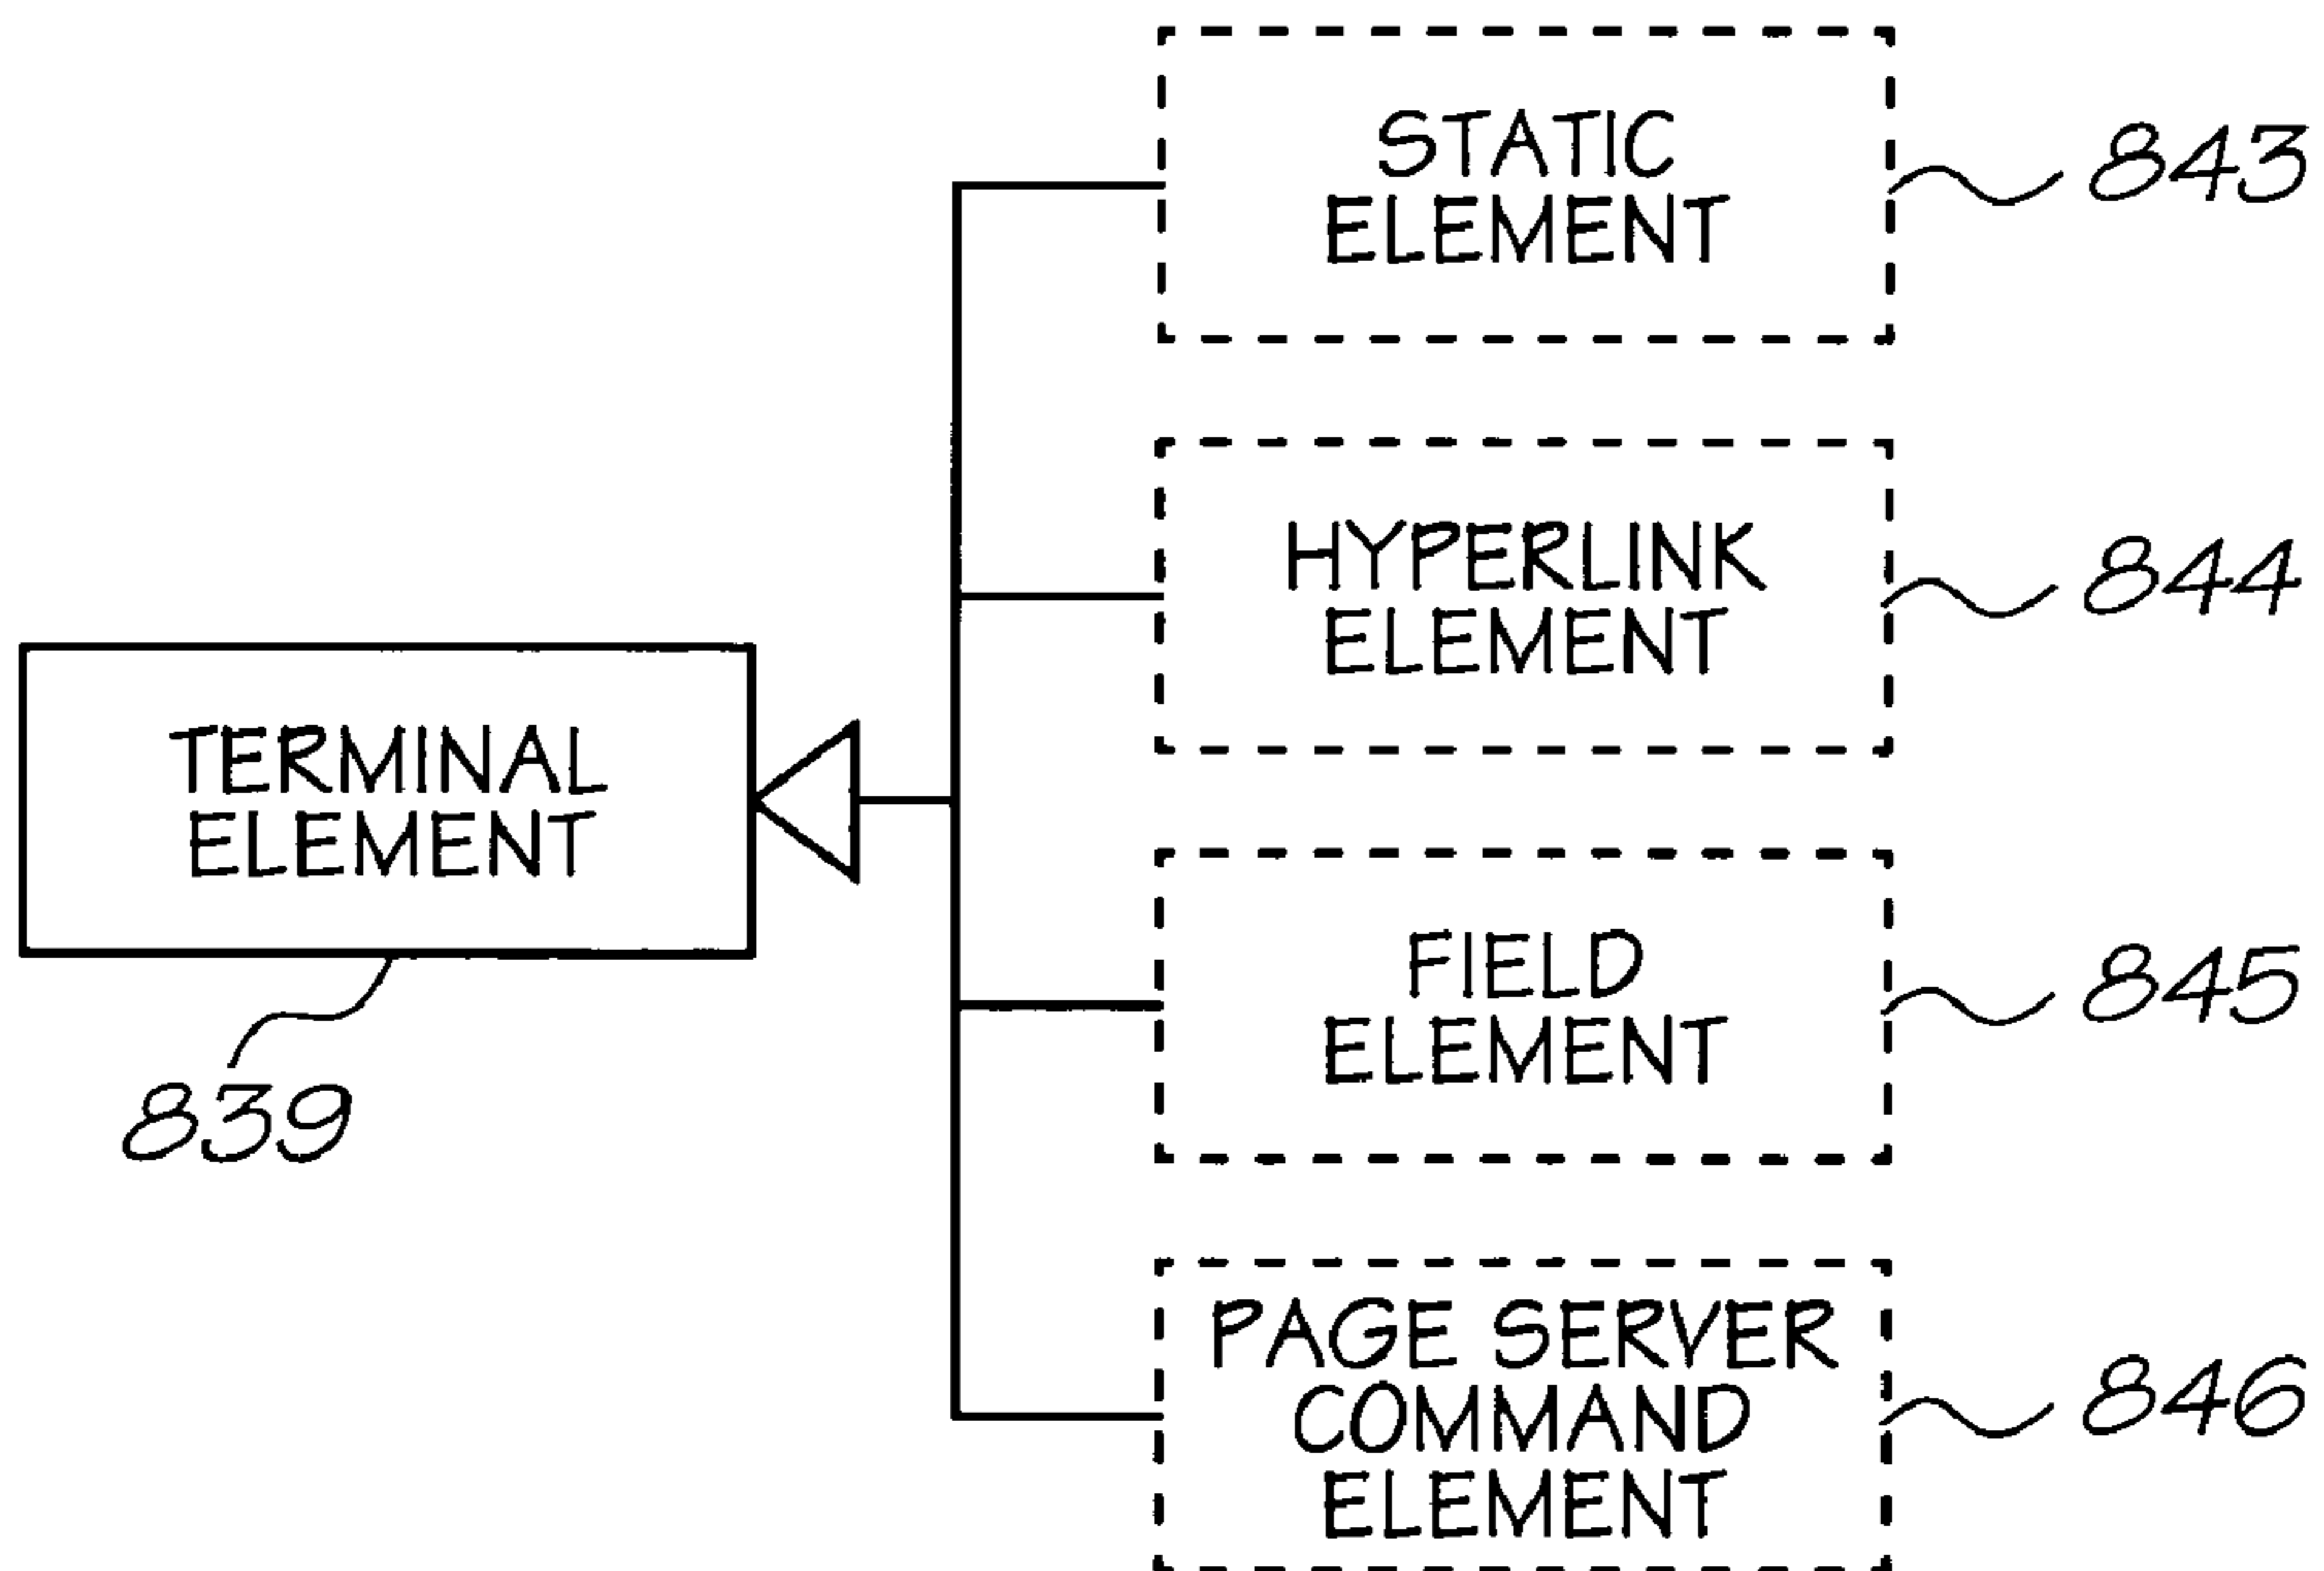 STATIC
ELEMENT
843
HYPERLINK
ELEMENT
844
TERMINAL
ELEMENT
839
FIELD
ELEMENT
845
PAGE SERVER
COMMAND
ELEMENT
846